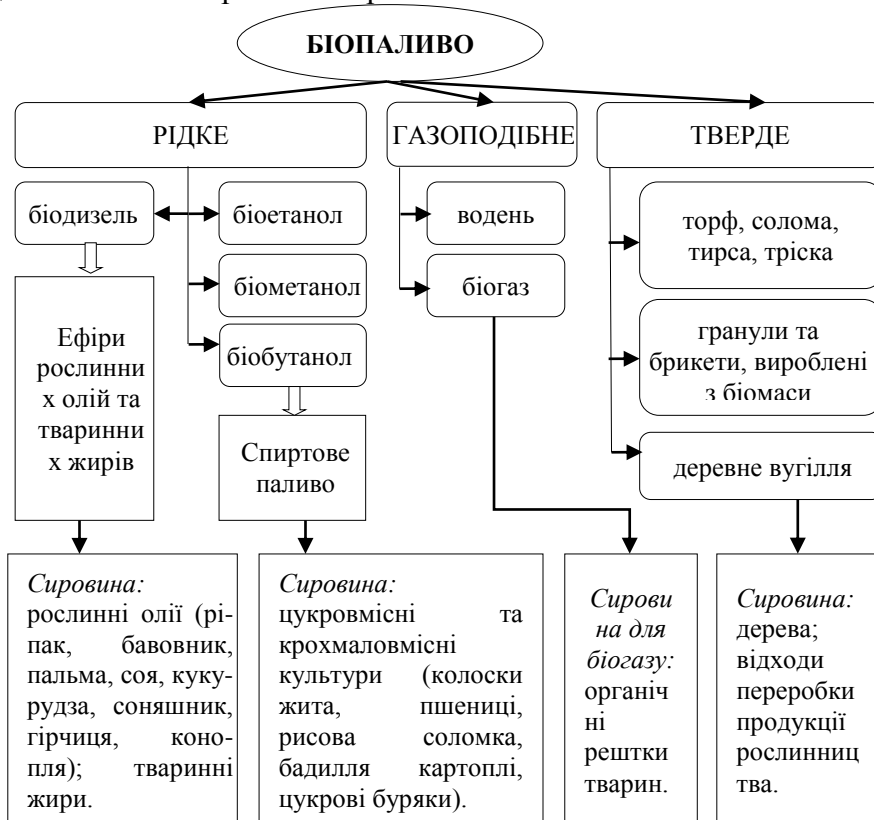 БІОПАЛИВО
РІДКЕ
ГАЗОПОДІБНЕ
ТВЕРДЕ
біодизель
біоетанол
водень
торф, солома,
тирса, тріска
біометанол
біогаз
Ефіри
рослинни
х олій та
тваринни
х жирів
біобутанол
гранули та
брикети, вироблені
з біомаси
Спиртове
паливо
деревне вугілля
Сировина:
рослинні олії (рі-
пак, бавовник,
пальма, соя, куку-
рудза, соняшник,
гірчиця, коно-
пля); тваринні
жири.
Сировина:
цукровмісні та
крохмаловмісні
культури (колоски
жита, пшениці,
рисова соломка,
бадилля картоплі,
цукрові буряки).
Сирови
на для
біогазу:
органіч
ні
рештки
тварин.
Сировина:
дерева;
відходи
переробки
продукції
рослинниц
тва.